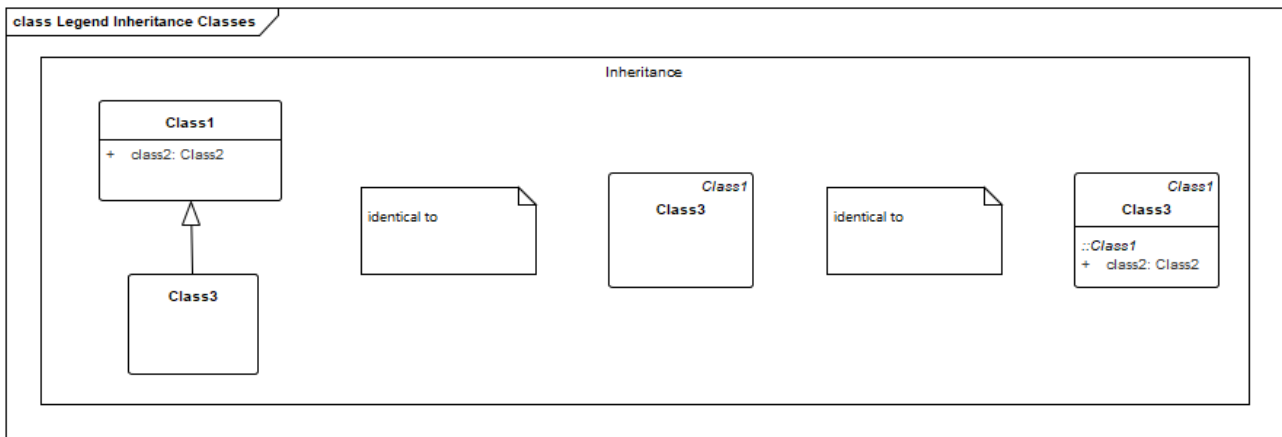 class Legend Inheritance Classes
Inheritance
Class1
+ class2: Class2
Class3
identical to
Class1
Class3
identical to
Class1
Class3
::Class1
+ class2: Class2